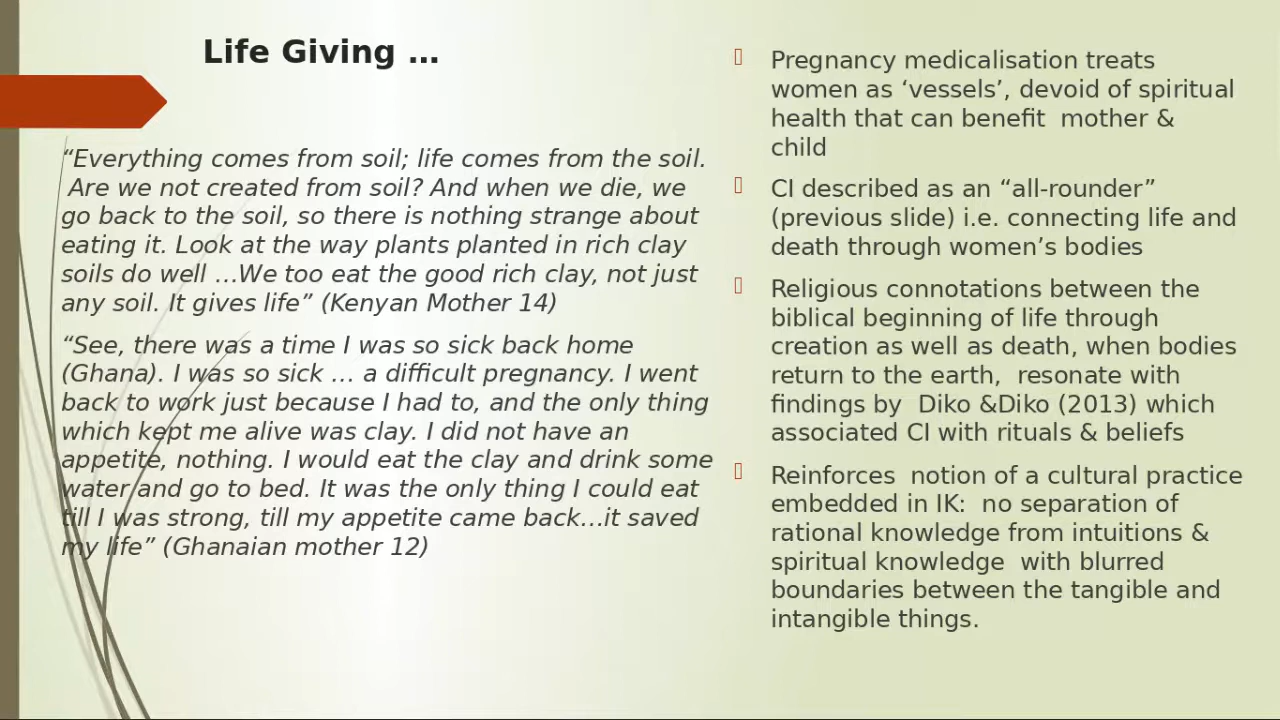 Life Giving …
“Everything comes from soil; life comes from the soil.
Are we not created from soil? And when we die, we
go back to the soil, so there is nothing strange about
eating it. Look at the way plants planted in rich clay
soils do well …We too eat the good rich clay, not just
any soil. It gives life” (Kenyan Mother 14)
“See, there was a time I was so sick back home
(Ghana). I was so sick … a difficult pregnancy. I went
back to work just because I had to, and the only thing
which kept me alive was clay. I did not have an
appetite, nothing. I would eat the clay and drink some
water and go to bed. It was the only thing I could eat
till I was strong, till my appetite came back…it saved
my life” (Ghanaian mother 12)
Pregnancy medicalisation treats
women as ‘vessels’, devoid of spiritual
health that can benefit  mother &
child
CI described as an “all-rounder”
(previous slide) i.e. connecting life and
death through women’s bodies
Religious connotations between the
biblical beginning of life through
creation as well as death, when bodies
return to the earth,  resonate with
findings by  Diko &Diko (2013) which
associated CI with rituals & beliefs
Reinforces  notion of a cultural practice
embedded in IK:  no separation of
rational knowledge from intuitions &
spiritual knowledge  with blurred
boundaries between the tangible and
intangible things.